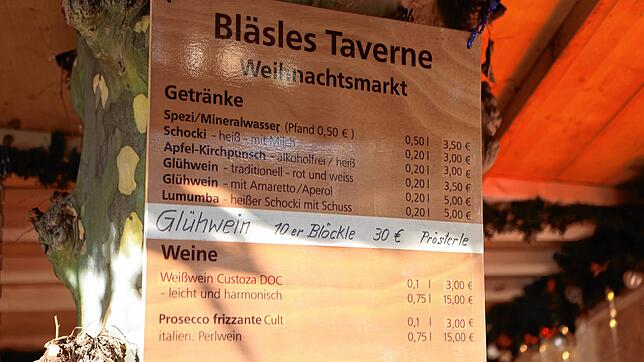 Bläsles Taverne
Weihnachtsmarkt
Getränke
Spezi/Mineralwasser (Pfand 0,50 €) 0,50 l 3,50 €
Schocki - heiß - mit Milch 0,20 l 3,00 €
Apfel-Kirchpunsch - alkoholfrei / heiß 0,20 l 3,00 €
Glühwein - traditionell - rot und weiss 0,20 l 3,50 €
Glühwein - mit Amaretto/Aperol 0,20 l 5,00 €
Lumumba - heißer Schocki mit Schuss 0,20 l 5,00 €
Glühwein 10er Blöckle 30 € Prösterle
Weine
Weißwein Custoza DOC 0,1 l 3,00 €
- leicht und harmonisch 0,75 l 15,00 €
Prosecco frizzante Cult 0,1 l 3,00 €
italien. Perlwein 0,75 l 15,00 €